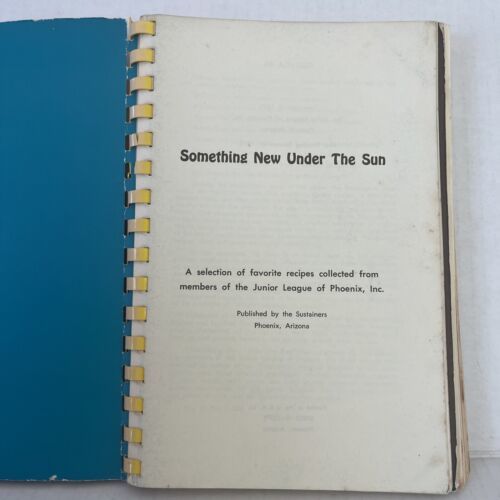 Something New Under The Sun
A selection of favorite recipes collected from
members of the Junior League of Phoenix, Inc.
Published by the Sustainers
Phoenix, Arizona